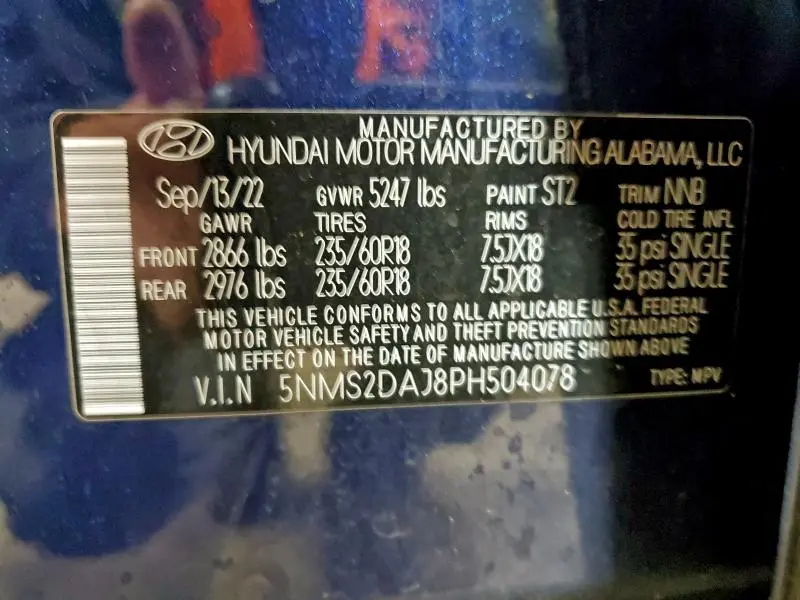 MANUFACTURED BY
HYUNDAI MOTOR MANUFACTURING ALABAMA, LLC
Sep/13/22 GVWR 5247 lbs PAINT ST2 TRIM NNB
GAWR TIRES RIMS COLD TIRE INFL
FRONT 2866 lbs 235/60R18 7.5JX18 35 psi SINGLE
REAR 2976 lbs 235/60R18 7.5JX18 35 psi SINGLE
THIS VEHICLE CONFORMS TO ALL APPLICABLE U.S.A. FEDERAL
MOTOR VEHICLE SAFETY AND THEFT PREVENTION STANDARDS
IN EFFECT ON THE DATE OF MANUFACTURE SHOWN ABOVE
V.I.N 5NMS2DAJ8PH504078 TYPE: MPV